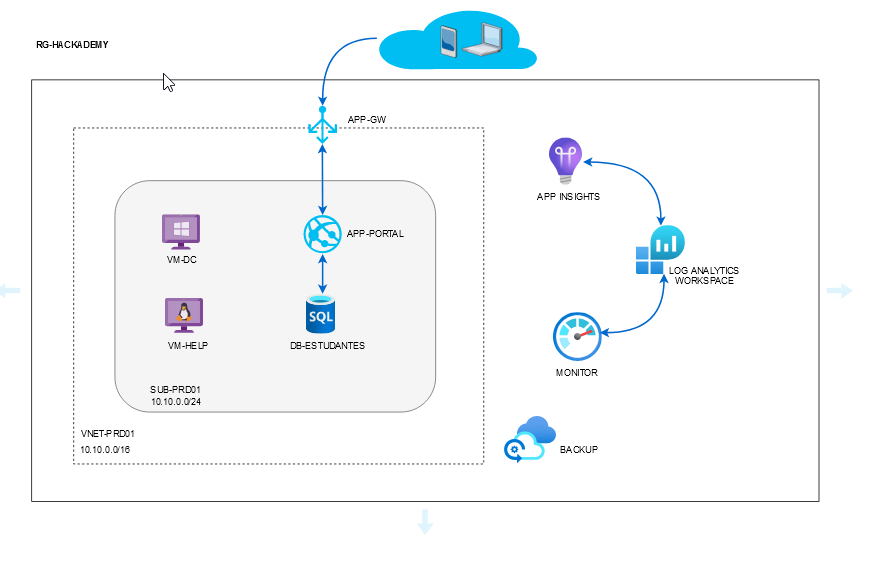 RG-HACKADEMY
APP-GW
APP INSIGHTS
VM-DC
APP-PORTAL
LOG ANALYTICS
WORKSPACE
SQL
VM-HELP
DB-ESTUDANTES
MONITOR
SUB-PRD01
10.10.0.0/24
VNET-PRD01
10.10.0.0/16
BACKUP